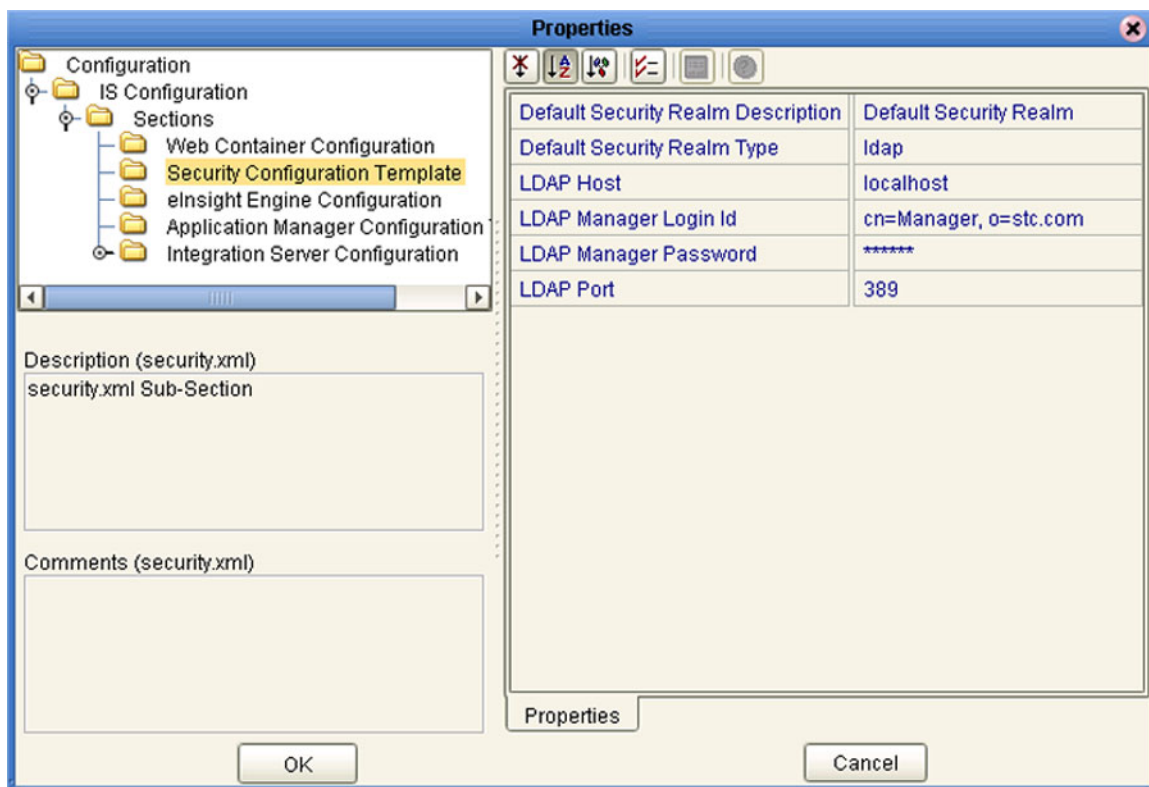 Properties
Configuration
IS Configuration
Sections
Web Container Configuration
Security Configuration Template
eInsight Engine Configuration
Application Manager Configuration
Integration Server Configuration
Description (security.xml)
security.xml Sub-Section
Comments (security.xml)
OK
Default Security Realm Description Default Security Realm
Default Security Realm Type ldap
LDAP Host localhost
LDAP Manager Login Id cn=Manager, o=stc.com
LDAP Manager Password ******
LDAP Port 389
Properties
Cancel